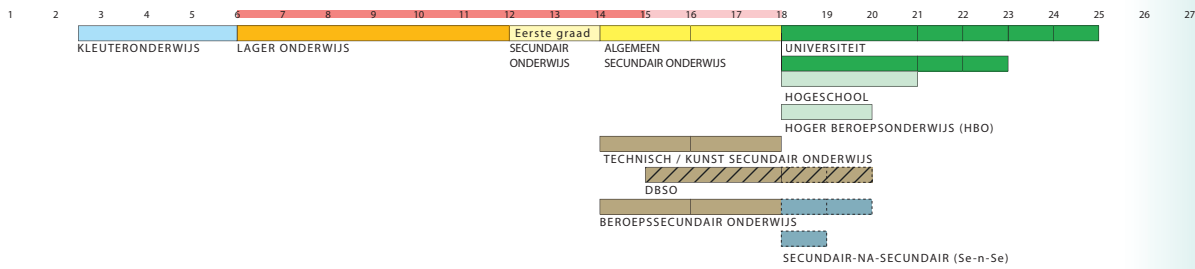 1 2 3 4 5 6 7 8 9 10 11 12 13 14 15 16 17 18 19 20 21 22 23 24 25 26 27
Eerste graad
KLEUTERONDERWIJS
LAGER ONDERWIJS
SECUNDAIR
ONDERWIJS
ALGEMEEN
SECUNDAIR ONDERWIJS
UNIVERSITEIT
HOGESCHOOL
HOGER BEROEPSONDERWIJS (HBO)
TECHNISCH / KUNST SECUNDAIR ONDERWIJS
DBSO
BEROEPSSECUNDAIR ONDERWIJS
SECUNDAIR-NA-SECUNDAIR (Se-n-Se)